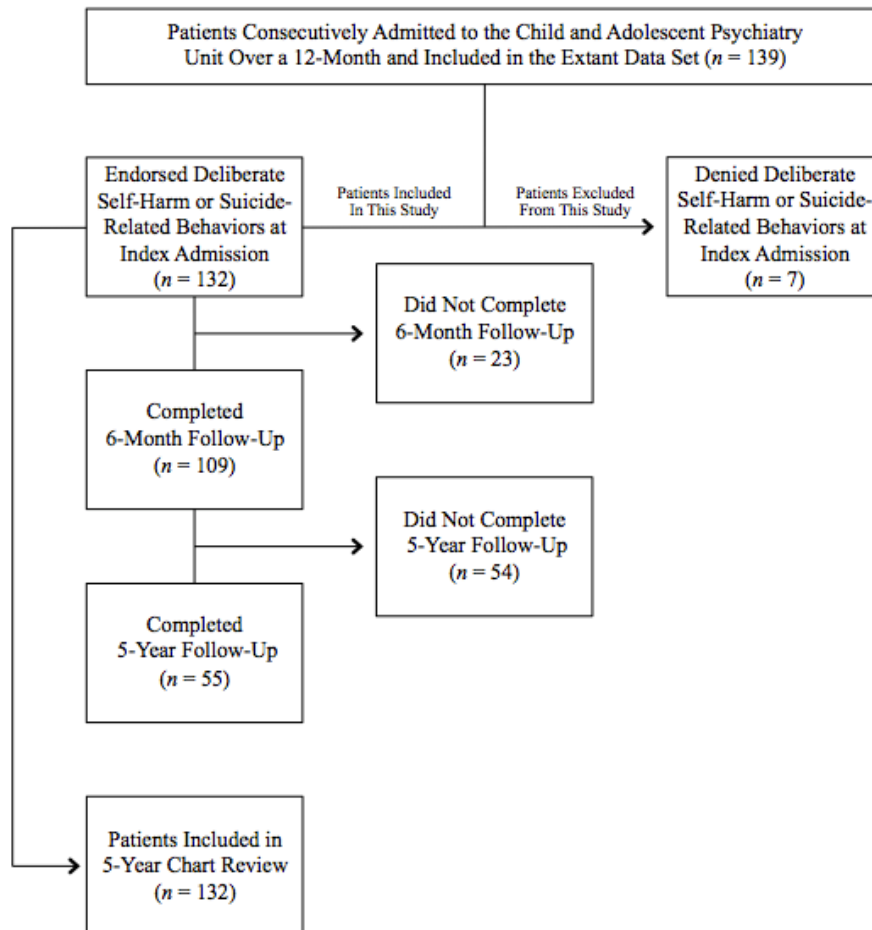 Patients Consecutively Admitted to the Child and Adolescent Psychiatry
Unit Over a 12-Month and Included in the Extant Data Set (n = 139)
Endorsed Deliberate
Self-Harm or Suicide-
Related Behaviors at
Index Admission
(n = 132)
Patients Included
In This Study
Patients Excluded
From This Study
Denied Deliberate
Self-Harm or Suicide-
Related Behaviors at
Index Admission
(n = 7)
Did Not Complete
6-Month Follow-Up
(n = 23)
Completed
6-Month Follow-Up
(n = 109)
Did Not Complete
5-Year Follow-Up
(n = 54)
Completed
5-Year Follow-Up
(n = 55)
Patients Included in
5-Year Chart Review
(n = 132)